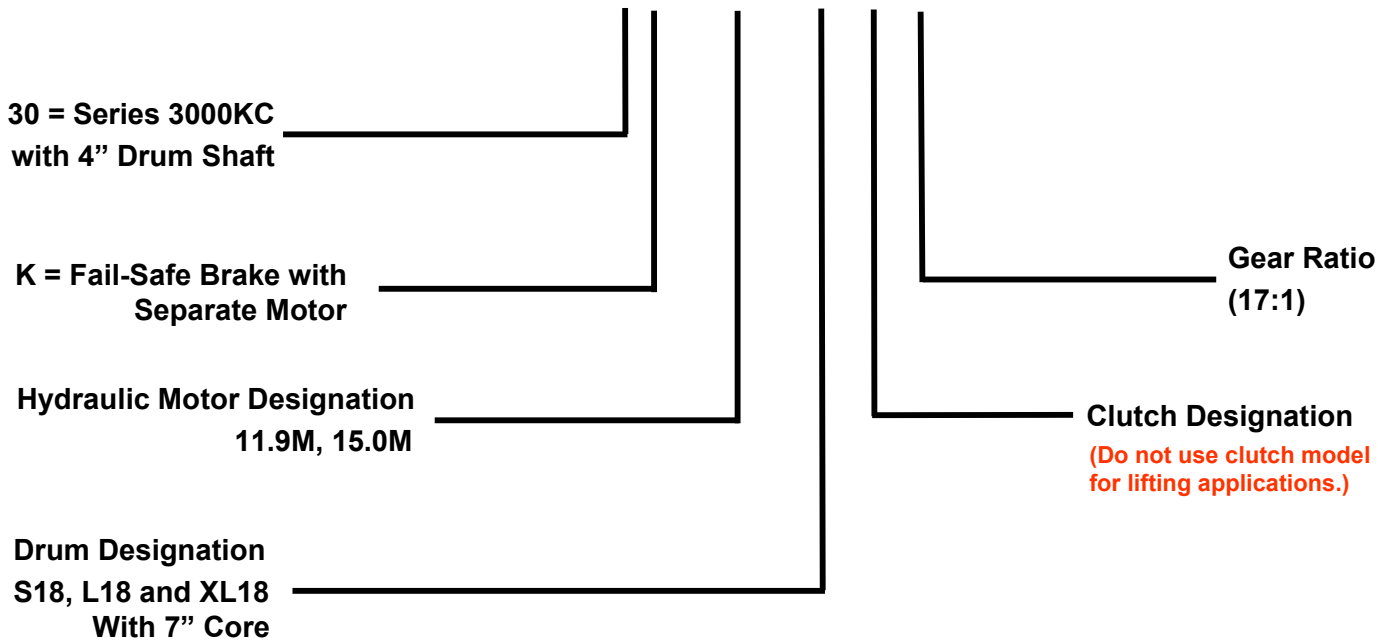 30 = Series 3000KC
with 4” Drum Shaft
K = Fail-Safe Brake with
Separate Motor
Hydraulic Motor Designation
11.9M, 15.0M
Drum Designation
S18, L18 and XL18
With 7” Core
Gear Ratio
(17:1)
Clutch Designation
(Do not use clutch model
for lifting applications.)